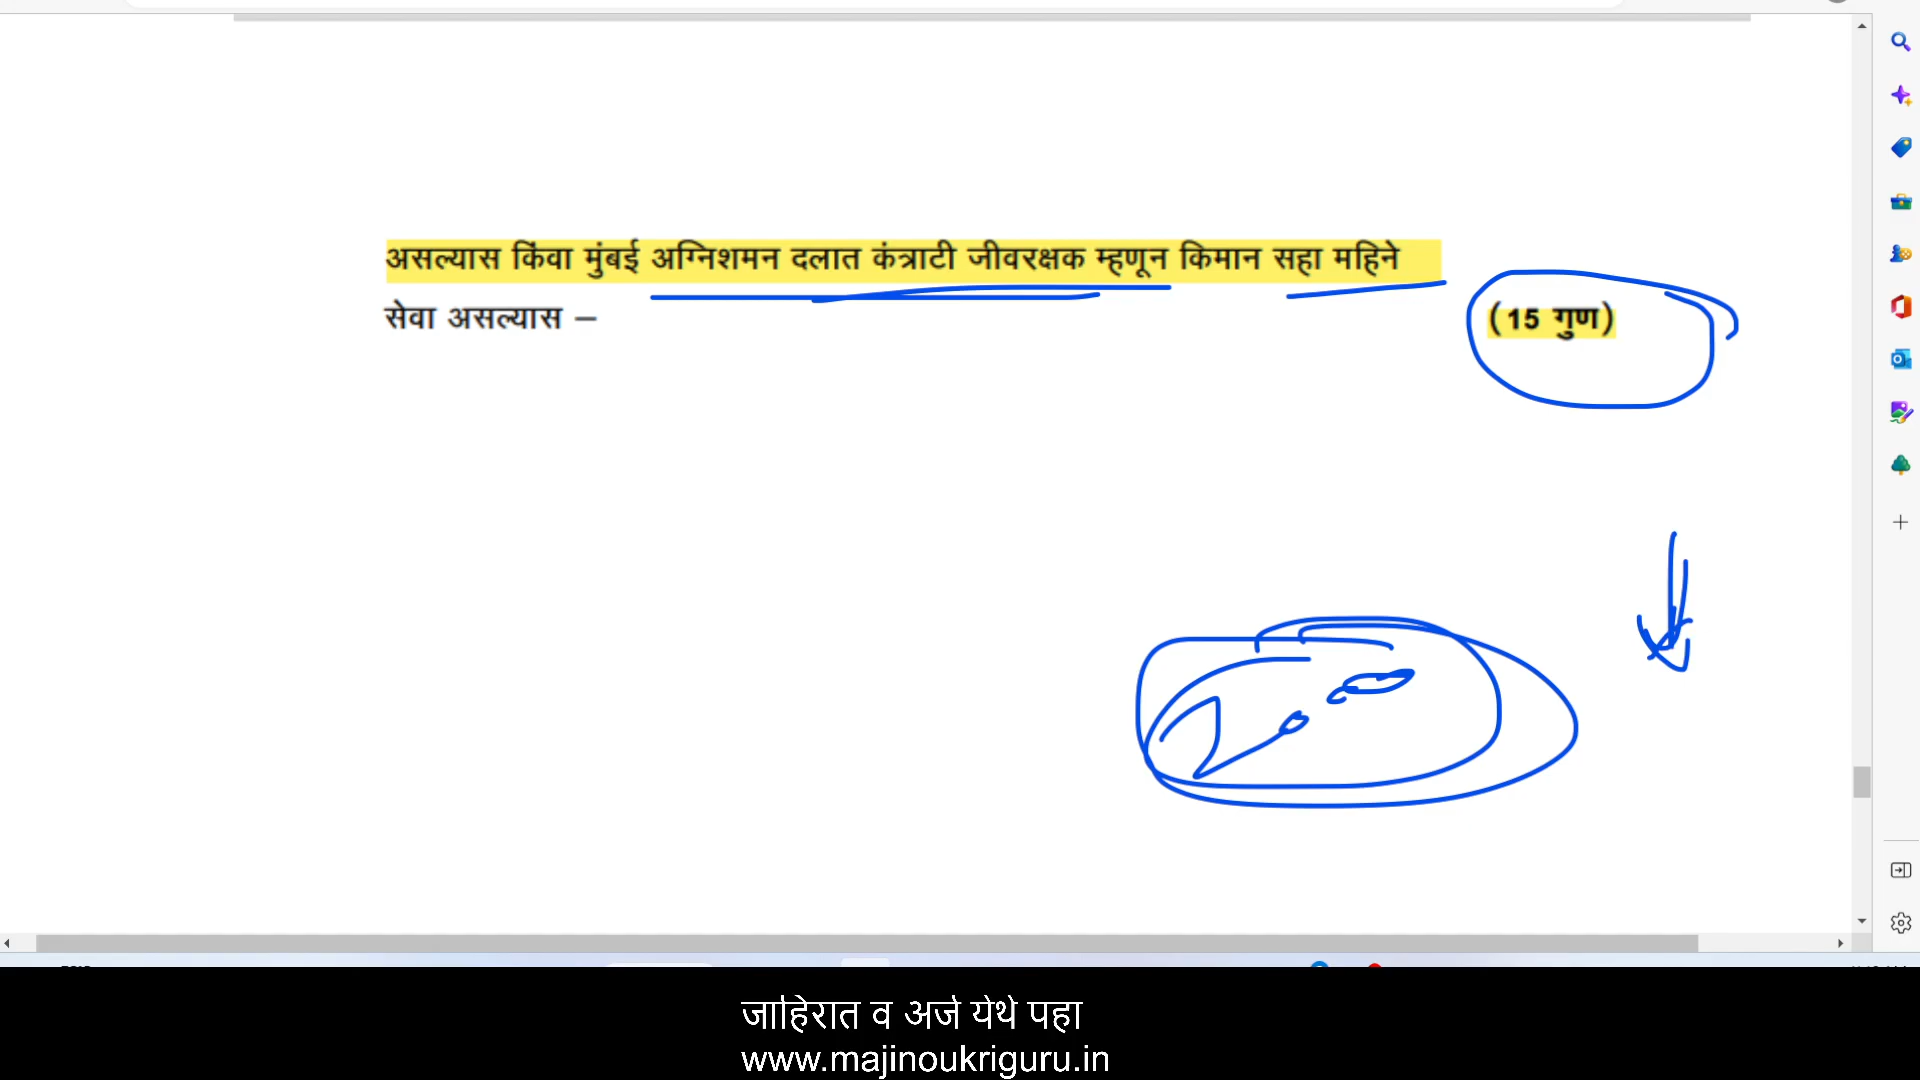 असल्यास किंवा मुंबई अग्निशमन दलात कंत्राटी जीवरक्षक म्हणून किमान सहा महिने
सेवा असल्यास – (15 गुण)
जाहिरात व अर्ज येथे पहा
www.majinoukriguru.in